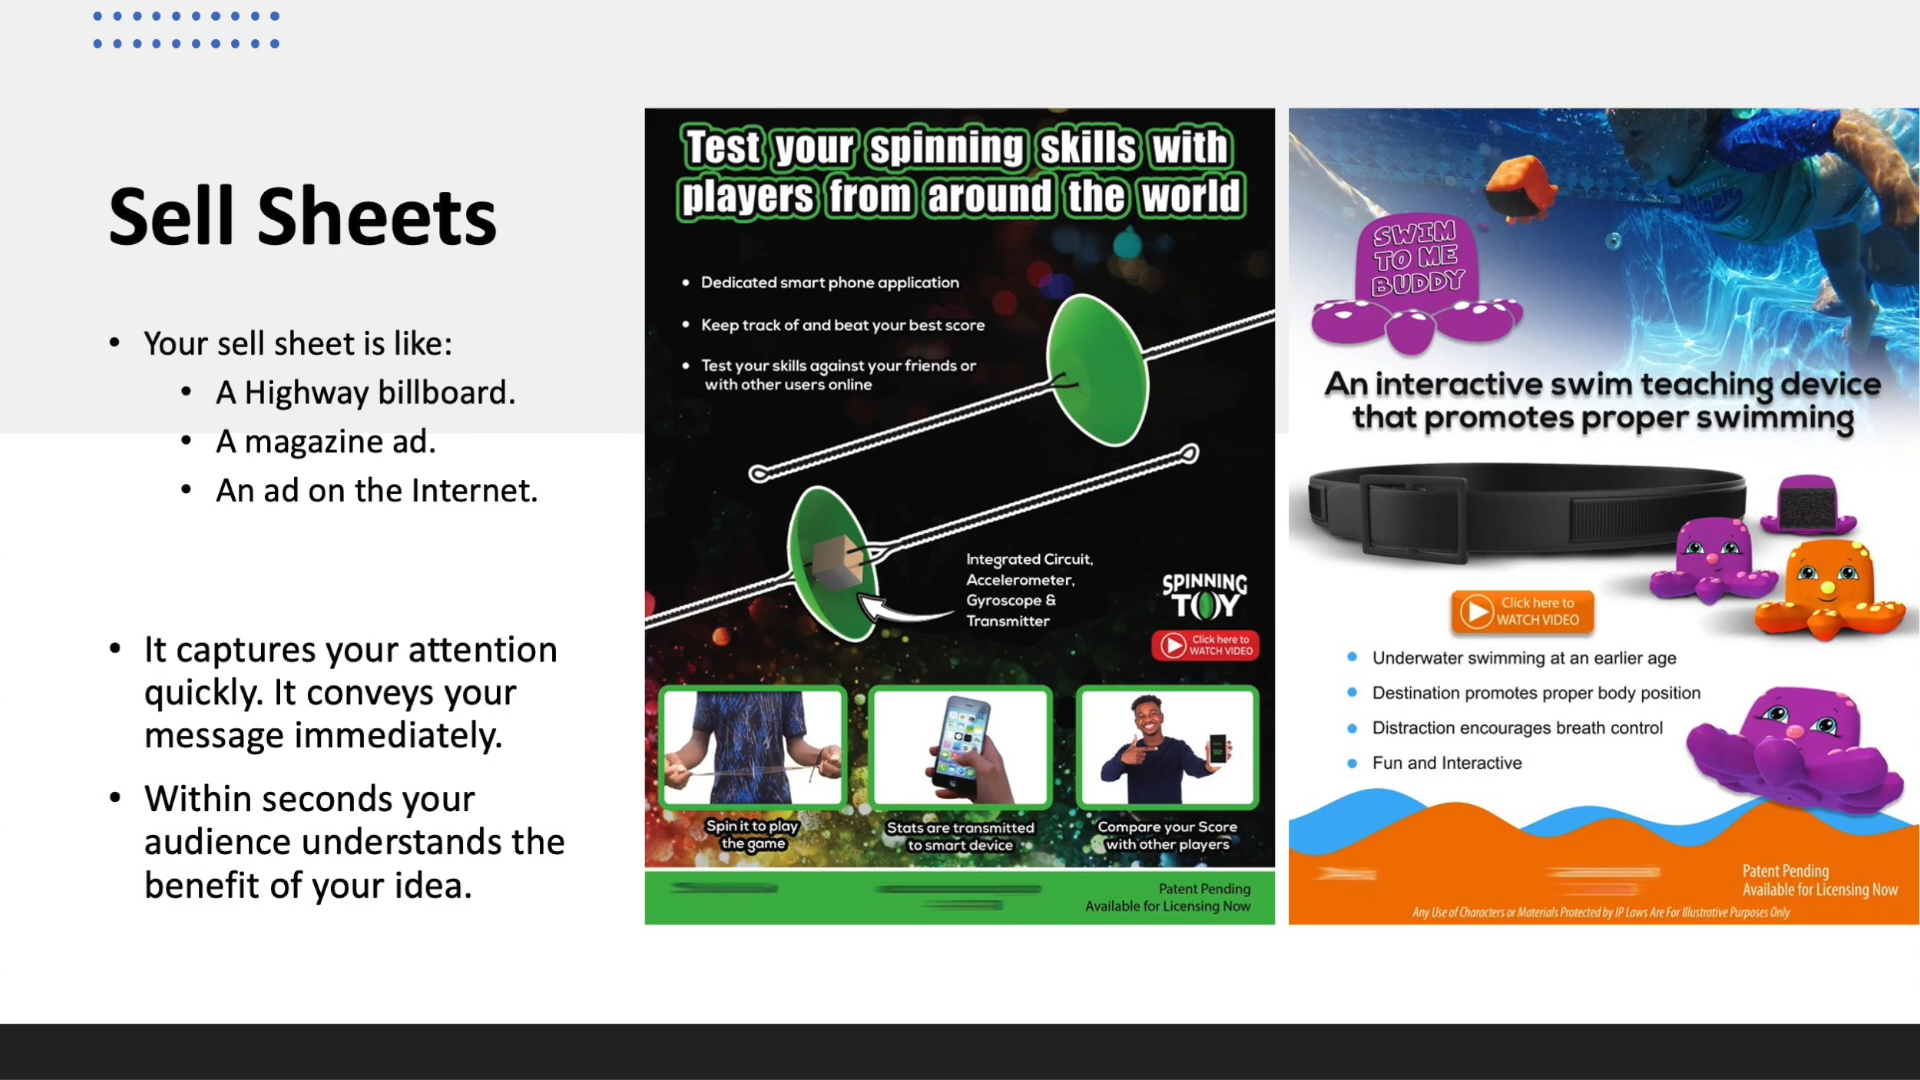 Sell Sheets
• Your sell sheet is like:
• A Highway billboard.
• A magazine ad.
• An ad on the Internet.
• It captures your attention
quickly. It conveys your
message immediately.
• Within seconds your
audience understands the
benefit of your idea.
Test your spinning skills with
players from around the world
• Dedicated smart phone application
• Keep track of and beat your best score
• Test your skills against your friends or
with other users online
Integrated Circuit,
Accelerometer,
Gyroscope &
Transmitter
SPINNING
TOY
Click here to
WATCH VIDEO
Spin it to play
the game
Stats are transmitted
to smart device
Compare your Score
with other players
Patent Pending
Available for Licensing Now
SWIM
TO ME
BUDDY
An interactive swim teaching device
that promotes proper swimming
Click here to
WATCH VIDEO
• Underwater swimming at an earlier age
• Destination promotes proper body position
• Distraction encourages breath control
• Fun and Interactive
Patent Pending
Available for Licensing Now
Any Use of Characters or Materials Protected by IP Laws Are For Illustrative Purposes Only